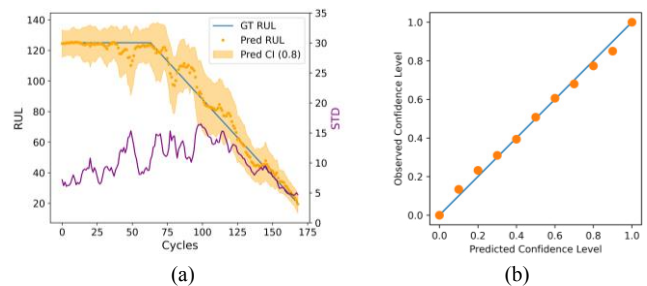 GT RUL
Pred RUL
Pred CI (0.8)
RUL
140
120
100
80
60
40
20
STD
35
30
25
20
15
10
5
0
0 25 50 75 100 125 150 175
Cycles
(a)
Observed Confidence Level
1.0
0.8
0.6
0.4
0.2
0.0
0.0 0.2 0.4 0.6 0.8 1.0
Predicted Confidence Level
(b)